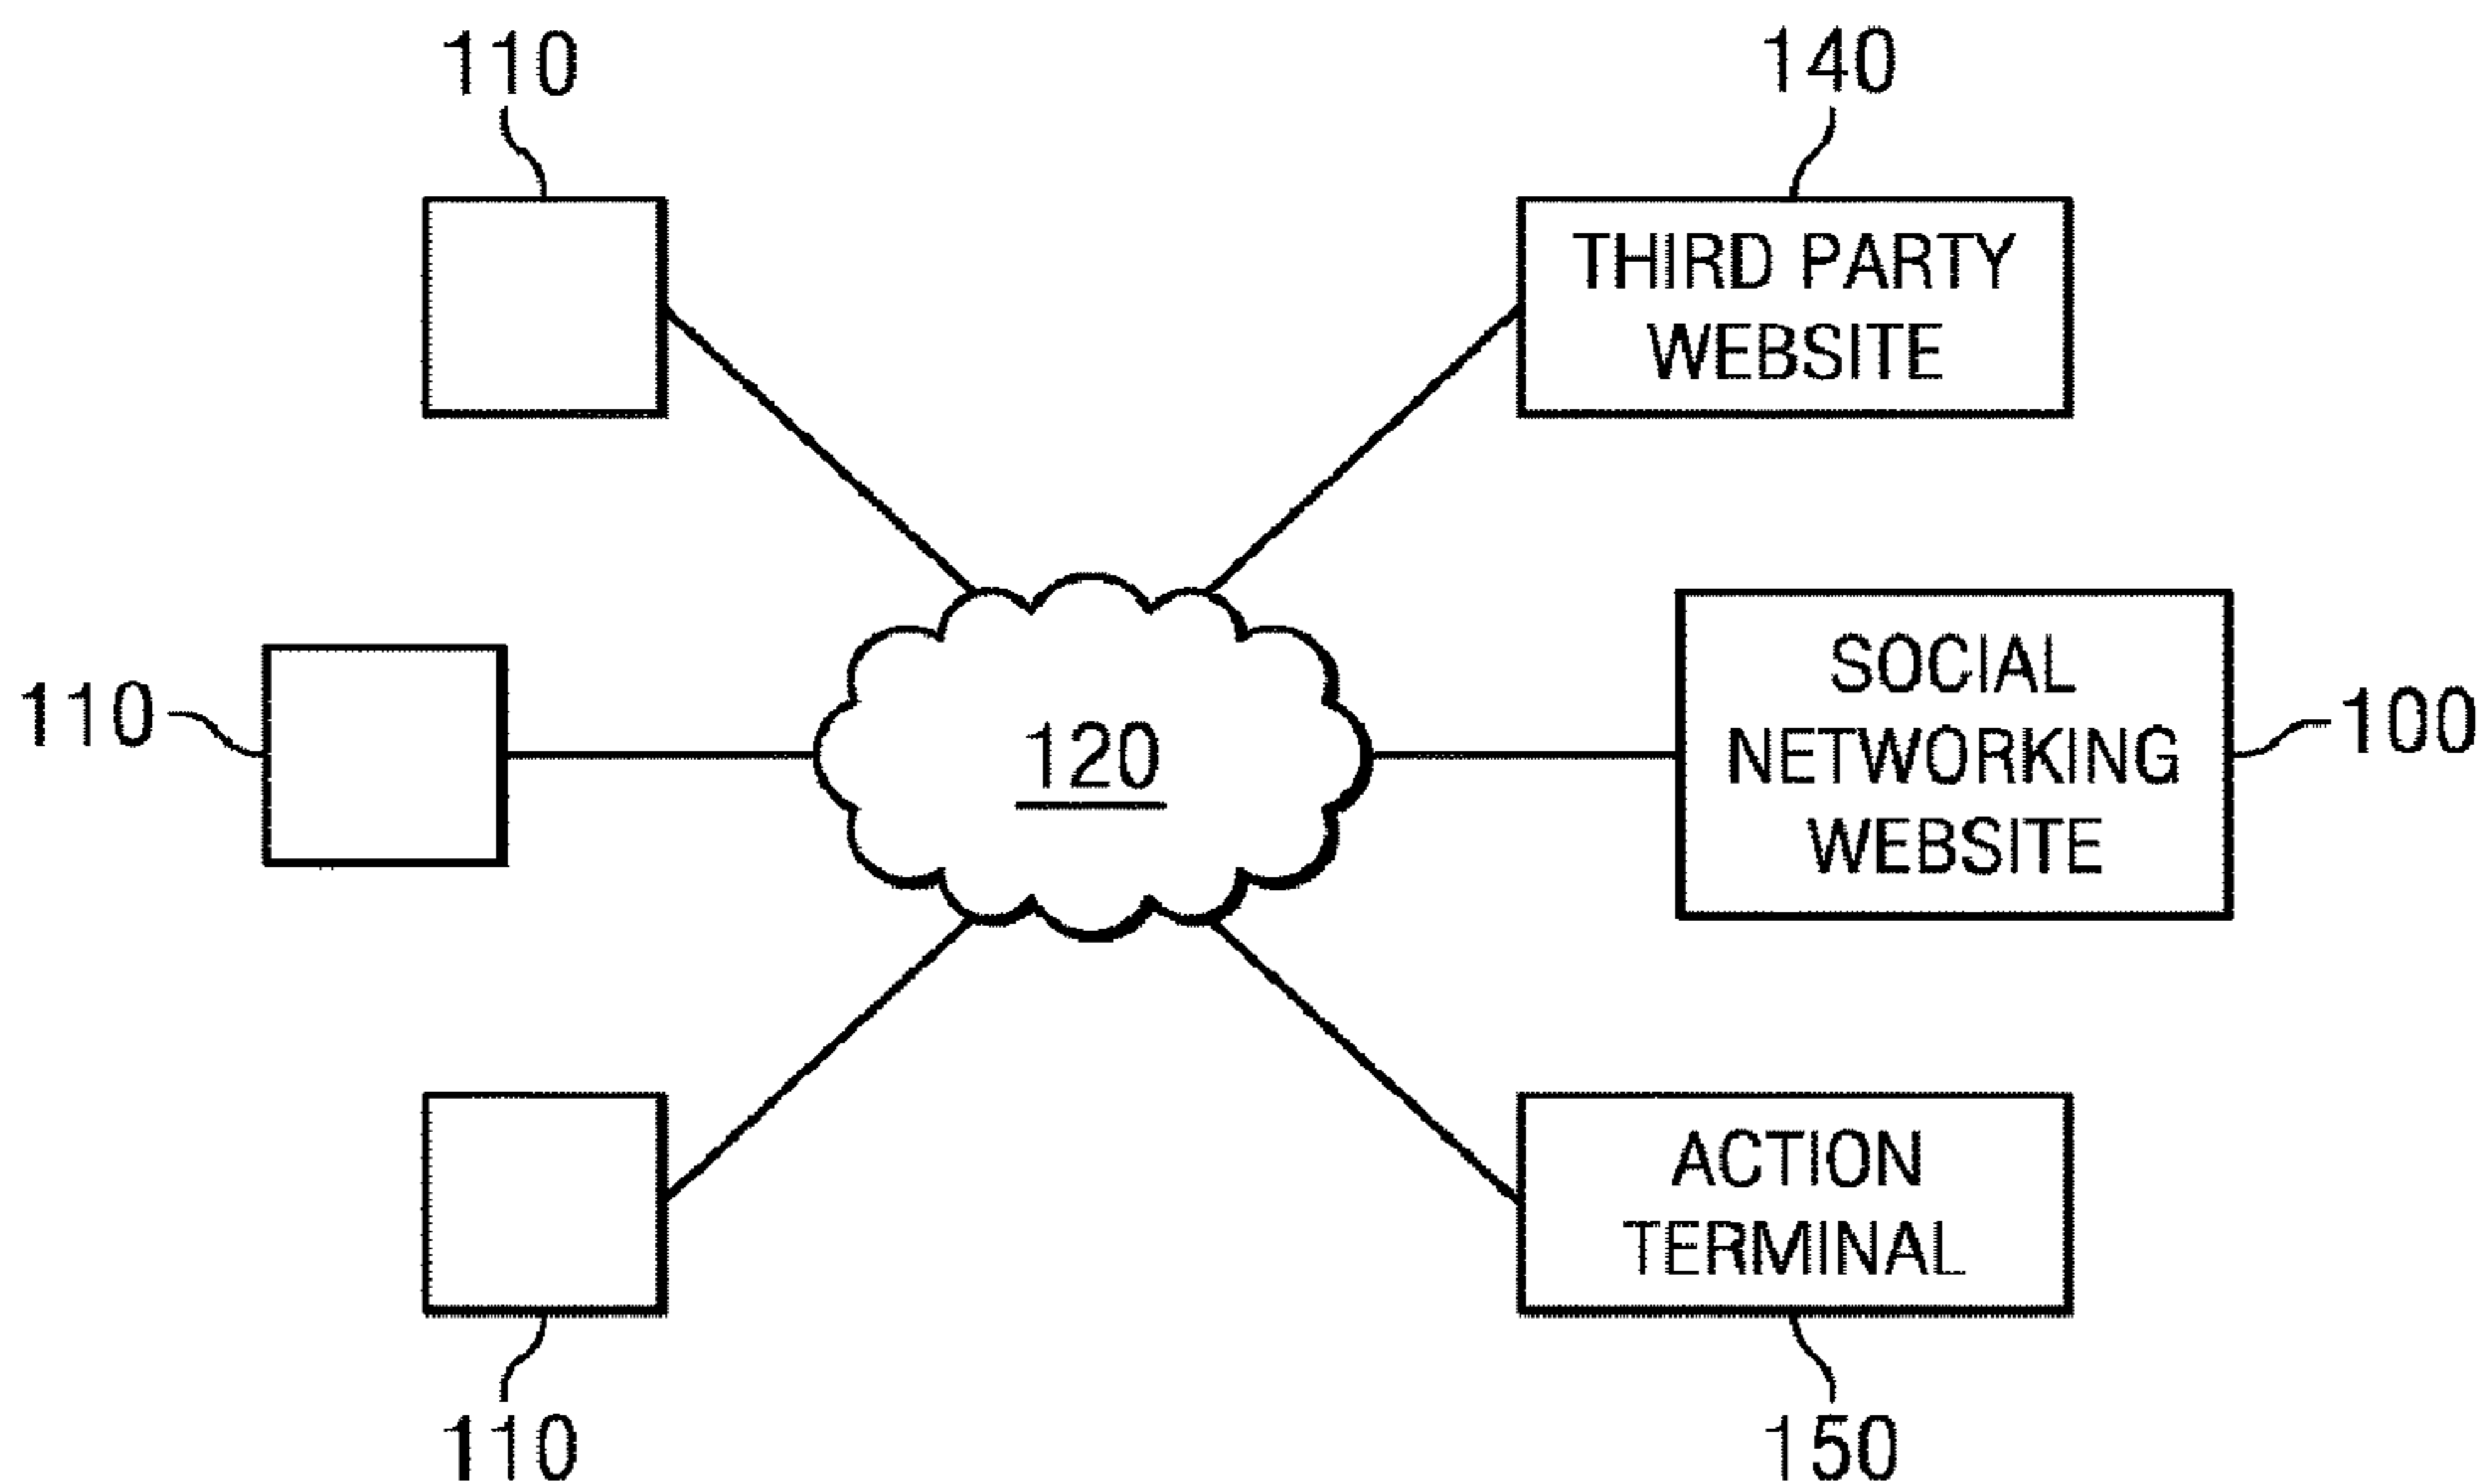 110
140
THIRD PARTY
WEBSITE
110
120
SOCIAL
NETWORKING
WEBSITE
100
ACTION
TERMINAL
110
150